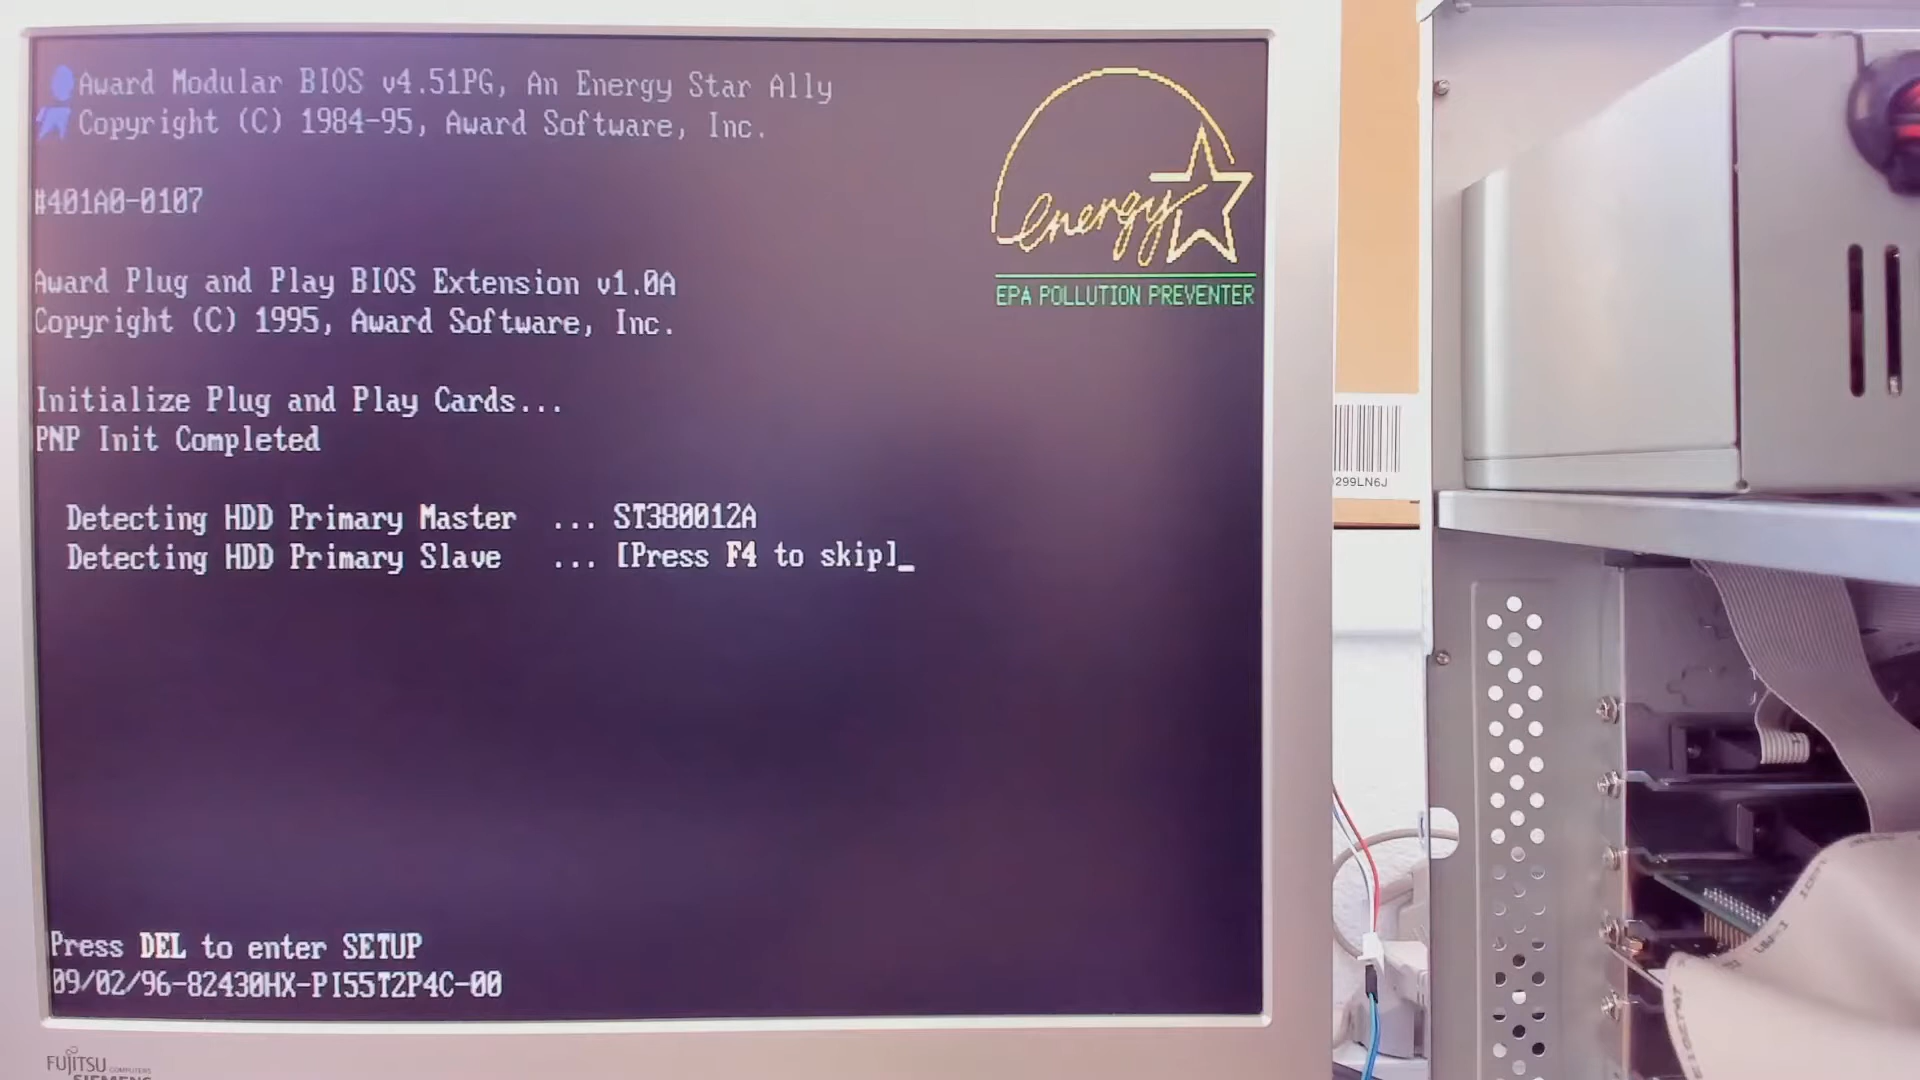 Award Modular BIOS v4.51PG, An Energy Star Ally
Copyright (C) 1984-95, Award Software, Inc.
#401A0-0107
Award Plug and Play BIOS Extension v1.0A
Copyright (C) 1995, Award Software, Inc.
Initialize Plug and Play Cards...
PNP Init Completed
Detecting HDD Primary Master ... ST380012A
Detecting HDD Primary Slave ... [Press F4 to skip]_
Press DEL to enter SETUP
09/02/96-82430HX-PI55T2P4C-00
energy
EPA POLLUTION PREVENTER
FUJITSU COMPUTERS
SIEMENS
0299LN6J